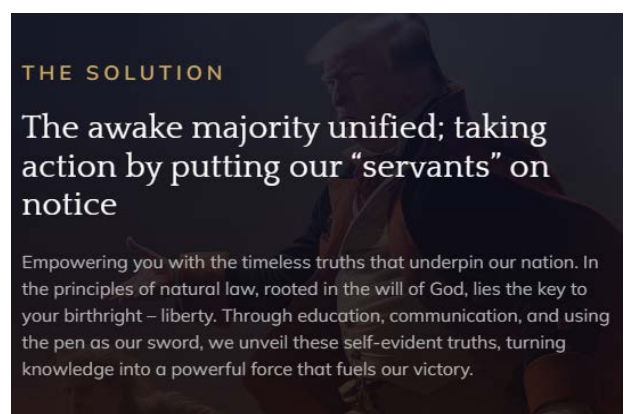 THE SOLUTION
The awake majority unified; taking
action by putting our “servants” on
notice
Empowering you with the timeless truths that underpin our nation. In
the principles of natural law, rooted in the will of God, lies the key to
your birthright – liberty. Through education, communication, and using
the pen as our sword, we unveil these self-evident truths, turning
knowledge into a powerful force that fuels our victory.